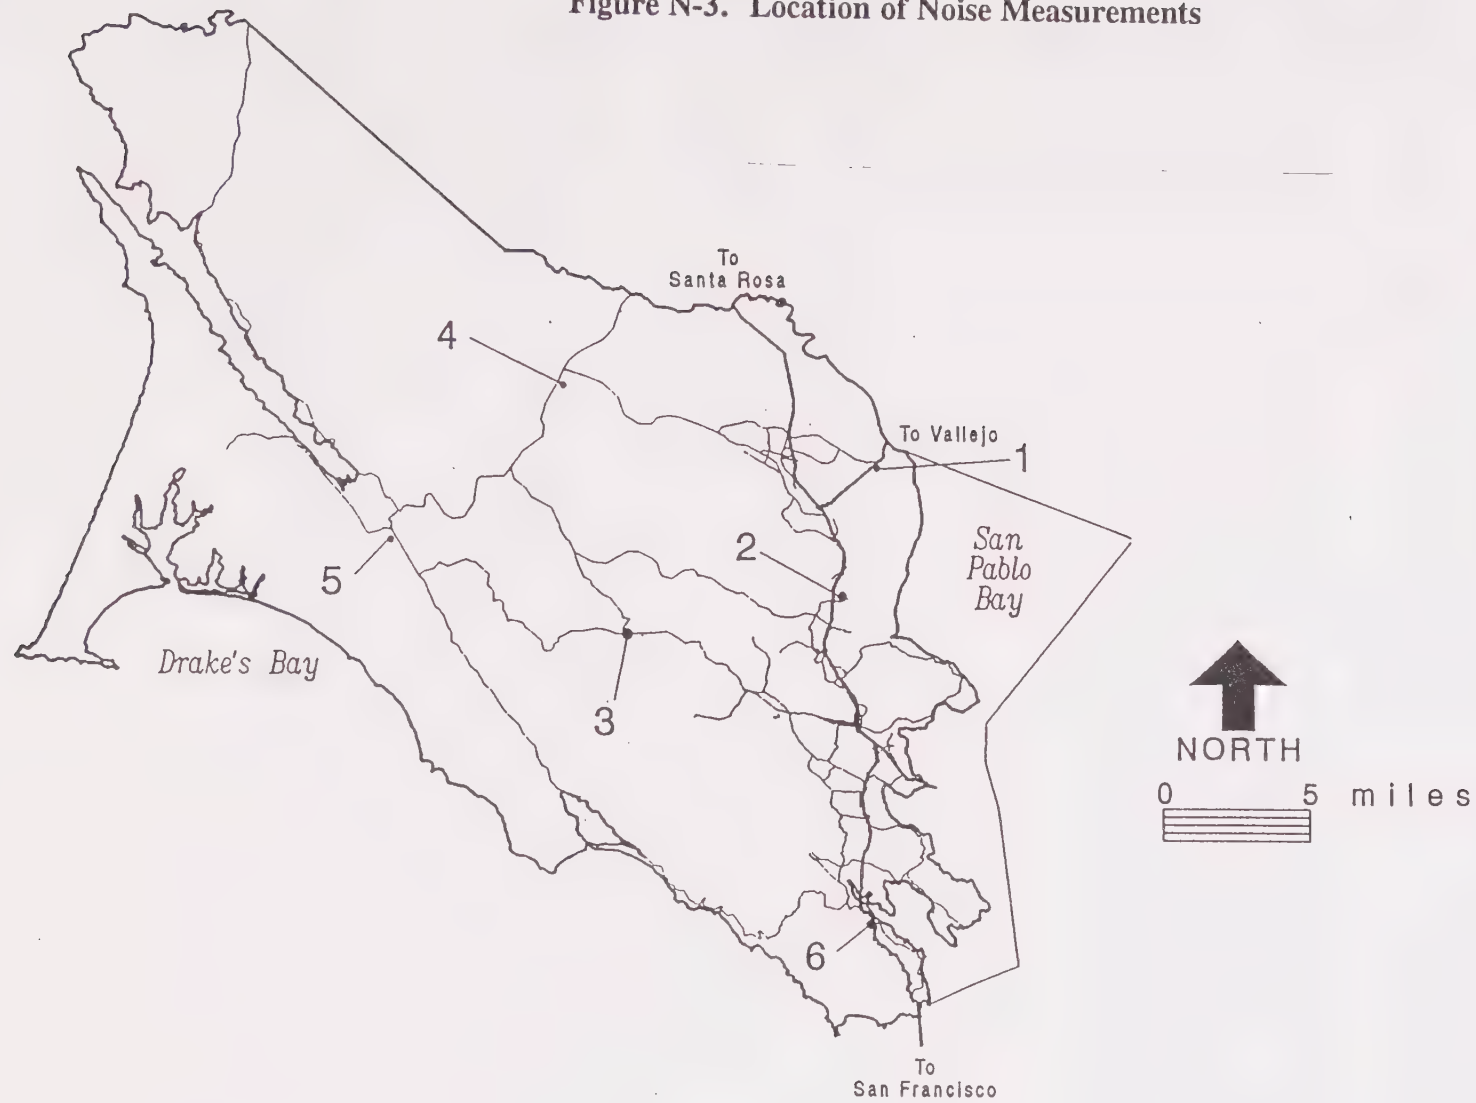 Figure N-3. Location of Noise Measurements
To
Santa Rosa
4
To Vallejo
1
2
San
Pablo
Bay
5
Drake's Bay
3
NORTH
0 5 miles
6
To
San Francisco